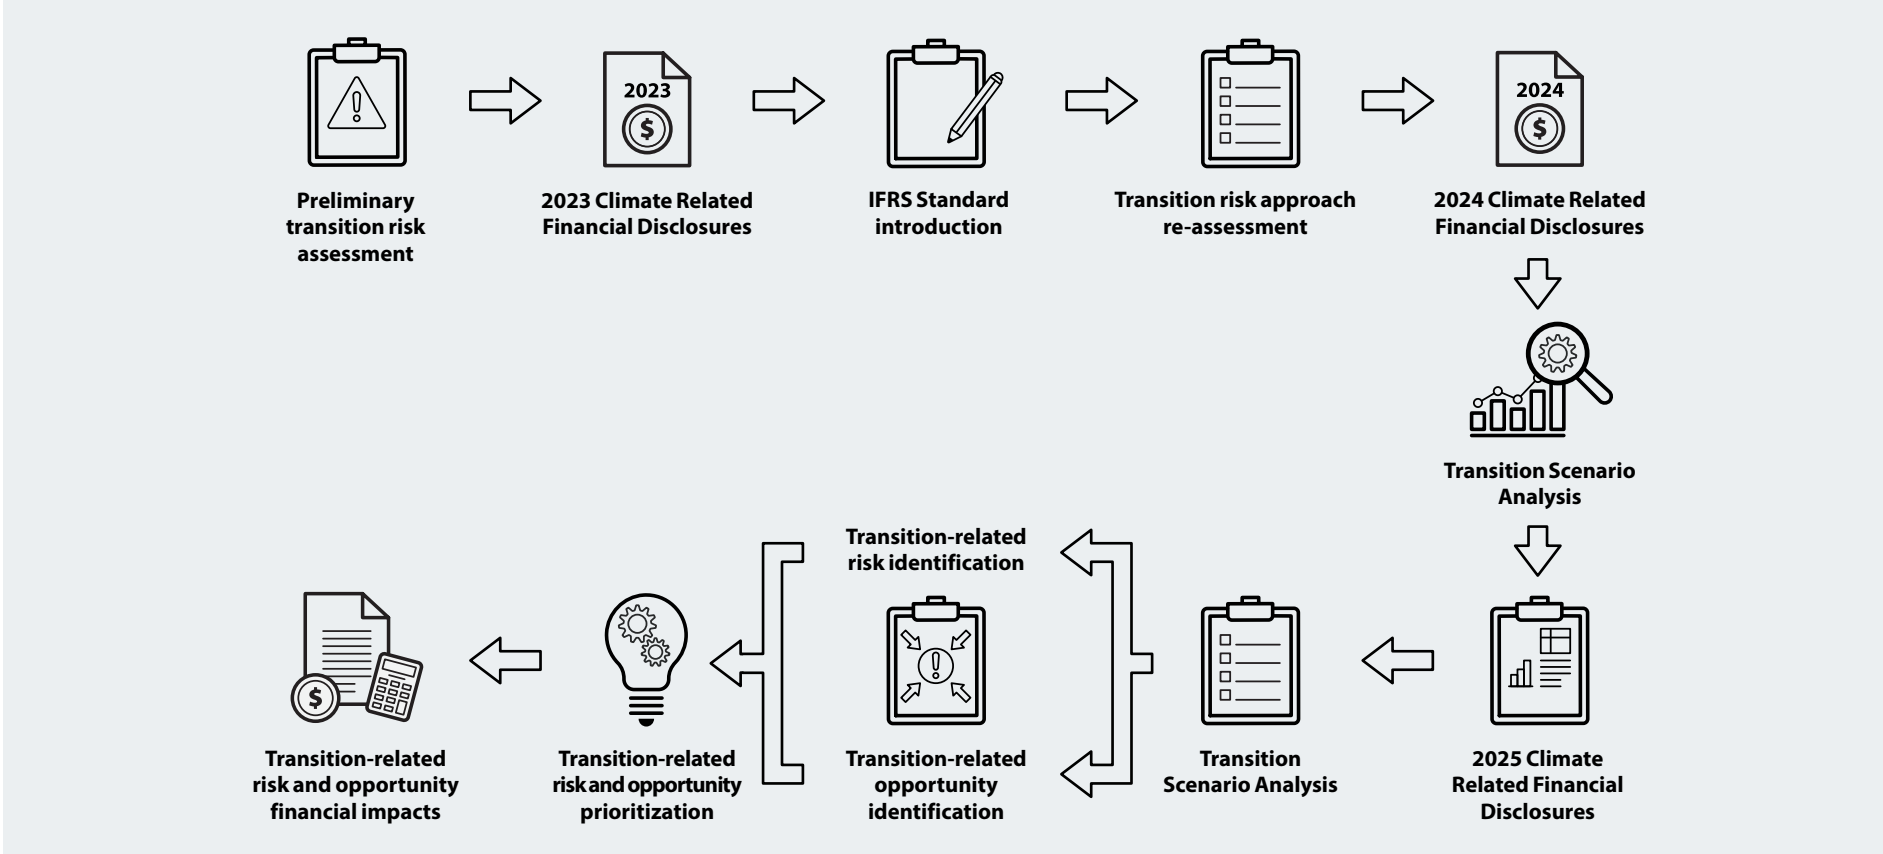 2023
$
2024
$
Preliminary
transition risk
assessment
2023 Climate Related
Financial Disclosures
IFRS Standard
introduction
Transition risk approach
re-assessment
2024 Climate Related
Financial Disclosures
Transition Scenario
Analysis
2025 Climate
Related Financial
Disclosures
Transition
Scenario Analysis
Transition-related
risk identification
Transition-related
opportunity
identification
Transition-related
risk and opportunity
prioritization
$
Transition-related
risk and opportunity
financial impacts